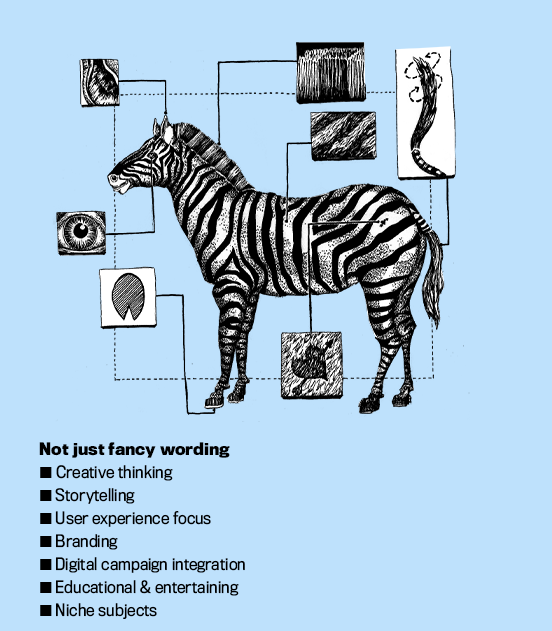 Not just fancy wording
■ Creative thinking
■ Storytelling
■ User experience focus
■ Branding
■ Digital campaign integration
■ Educational & entertaining
■ Niche subjects